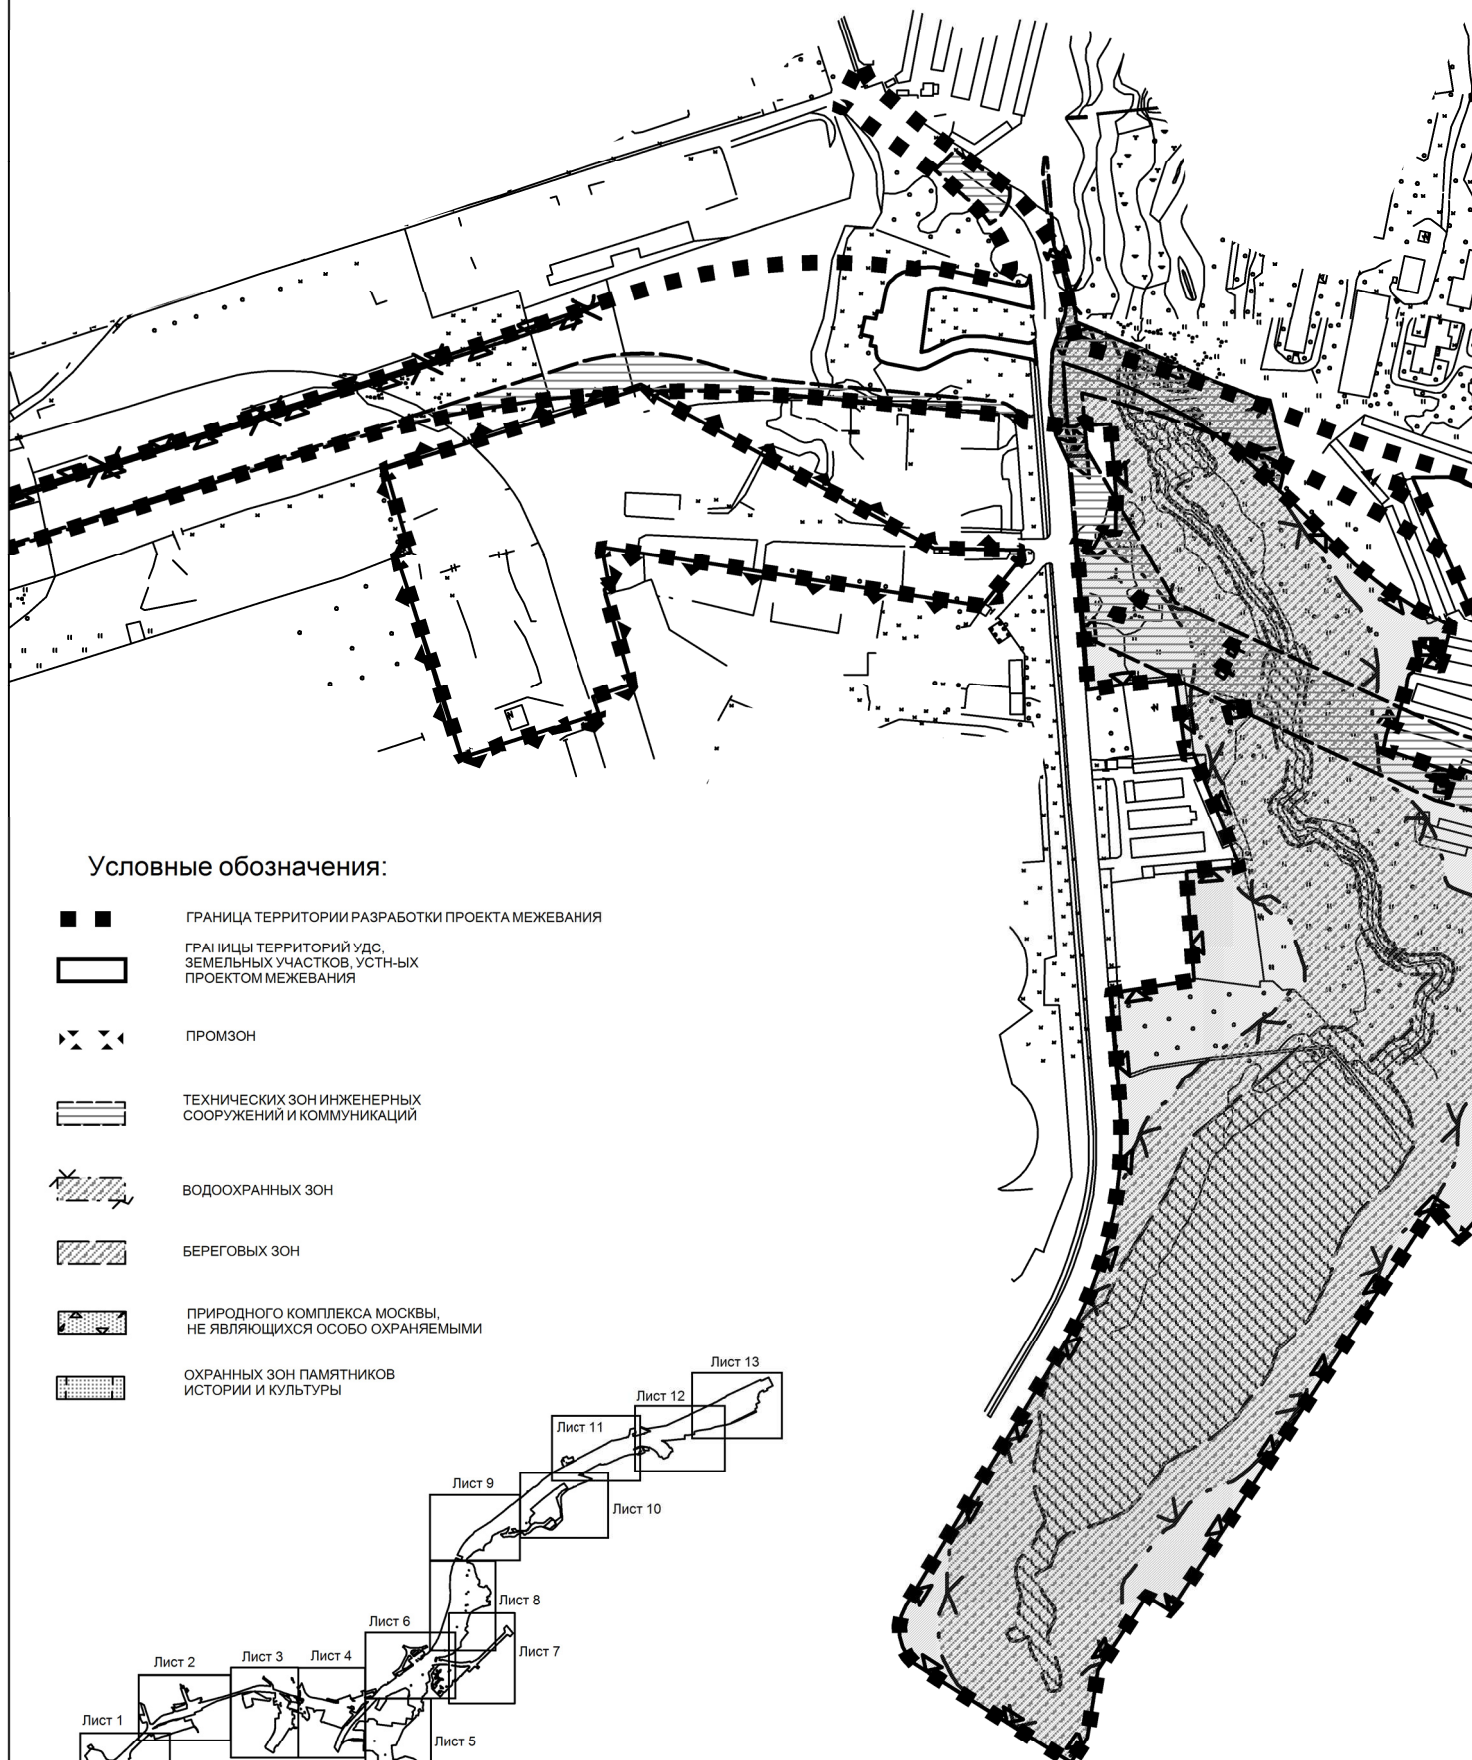 Условные обозначения:
ГРАНИЦА ТЕРРИТОРИИ РАЗРАБОТКИ ПРОЕКТА МЕЖЕВАНИЯ
ГРАНИЦЫ ТЕРРИТОРИЙ УДС,
ЗЕМЕЛЬНЫХ УЧАСТКОВ, УСТН-ЫХ
ПРОЕКТОМ МЕЖЕВАНИЯ
ПРОМЗОН
ТЕХНИЧЕСКИХ ЗОН ИНЖЕНЕРНЫХ
СООРУЖЕНИЙ И КОММУНИКАЦИЙ
ВОДООХРАННЫХ ЗОН
БЕРЕГОВЫХ ЗОН
ПРИРОДНОГО КОМПЛЕКСА МОСКВЫ,
НЕ ЯВЛЯЮЩИХСЯ ОСОБО ОХРАНЯЕМЫМИ
ОХРАННЫХ ЗОН ПАМЯТНИКОВ
ИСТОРИИ И КУЛЬТУРЫ
Лист 13
Лист 12
Лист 11
Лист 9
Лист 10
Лист 8
Лист 6
Лист 7
Лист 4
Лист 3
Лист 2
Лист 1
Лист 5